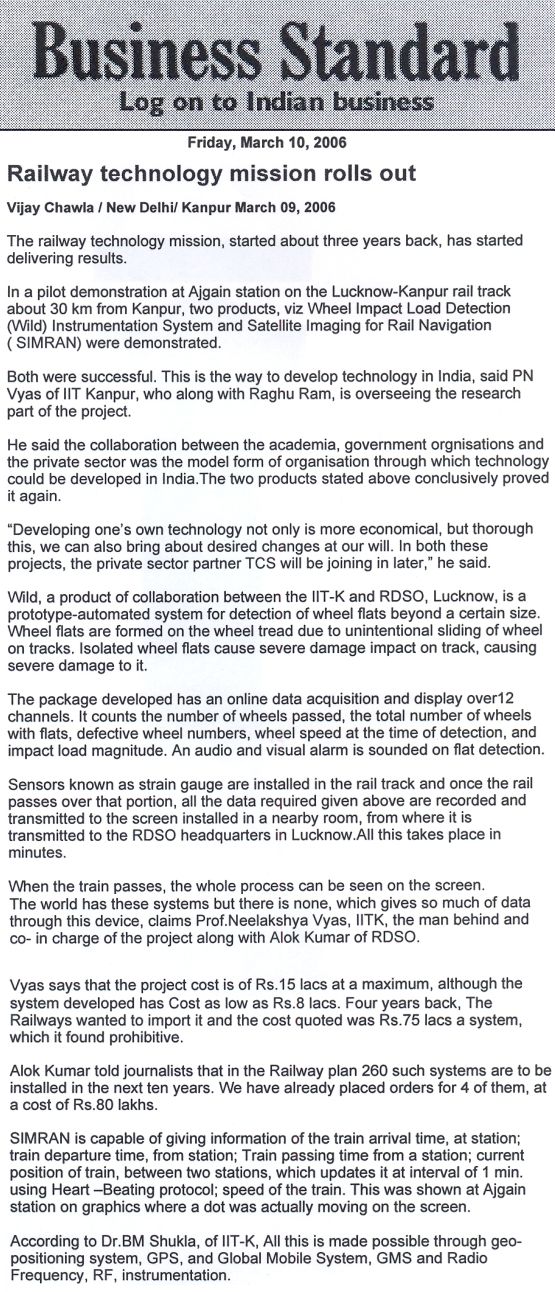 Business Standard
Log on to Indian business
Friday, March 10, 2006
Railway technology mission rolls out
Vijay Chawla / New Delhi/ Kanpur March 09, 2006
The railway technology mission, started about three years back, has started
delivering results.
In a pilot demonstration at Ajgain station on the Lucknow-Kanpur rail track
about 30 km from Kanpur, two products, viz Wheel Impact Load Detection
(Wild) Instrumentation System and Satellite Imaging for Rail Navigation
( SIMRAN) were demonstrated.
Both were successful. This is the way to develop technology in India, said PN
Vyas of IIT Kanpur, who along with Raghu Ram, is overseeing the research
part of the project.
He said the collaboration between the academia, government orgnisations and
the private sector was the model form of organisation through which technology
could be developed in India.The two products stated above conclusively proved
it again.
“Developing one’s own technology not only is more economical, but thorough
this, we can also bring about desired changes at our will. In both these
projects, the private sector partner TCS will be joining in later,” he said.
Wild, a product of collaboration between the IIT-K and RDSO, Lucknow, is a
prototype-automated system for detection of wheel flats beyond a certain size.
Wheel flats are formed on the wheel tread due to unintentional sliding of wheel
on tracks. Isolated wheel flats cause severe damage impact on track, causing
severe damage to it.
The package developed has an online data acquisition and display over12
channels. It counts the number of wheels passed, the total number of wheels
with flats, defective wheel numbers, wheel speed at the time of detection, and
impact load magnitude. An audio and visual alarm is sounded on flat detection.
Sensors known as strain gauge are installed in the rail track and once the rail
passes over that portion, all the data required given above are recorded and
transmitted to the screen installed in a nearby room, from where it is
transmitted to the RDSO headquarters in Lucknow.All this takes place in
minutes.
When the train passes, the whole process can be seen on the screen.
The world has these systems but there is none, which gives so much of data
through this device, claims Prof.Neelakshya Vyas, IITK, the man behind and
co- in charge of the project along with Alok Kumar of RDSO.
Vyas says that the project cost is of Rs.15 lacs at a maximum, although the
system developed has Cost as low as Rs.8 lacs. Four years back, The
Railways wanted to import it and the cost quoted was Rs.75 lacs a system,
which it found prohibitive.
Alok Kumar told journalists that in the Railway plan 260 such systems are to be
installed in the next ten years. We have already placed orders for 4 of them, at
a cost of Rs.80 lakhs.
SIMRAN is capable of giving information of the train arrival time, at station;
train departure time, from station; Train passing time from a station; current
position of train, between two stations, which updates it at interval of 1 min.
using Heart –Beating protocol; speed of the train. This was shown at Ajgain
station on graphics where a dot was actually moving on the screen.
According to Dr.BM Shukla, of IIT-K, All this is made possible through geo-
positioning system, GPS, and Global Mobile System, GMS and Radio
Frequency, RF, instrumentation.